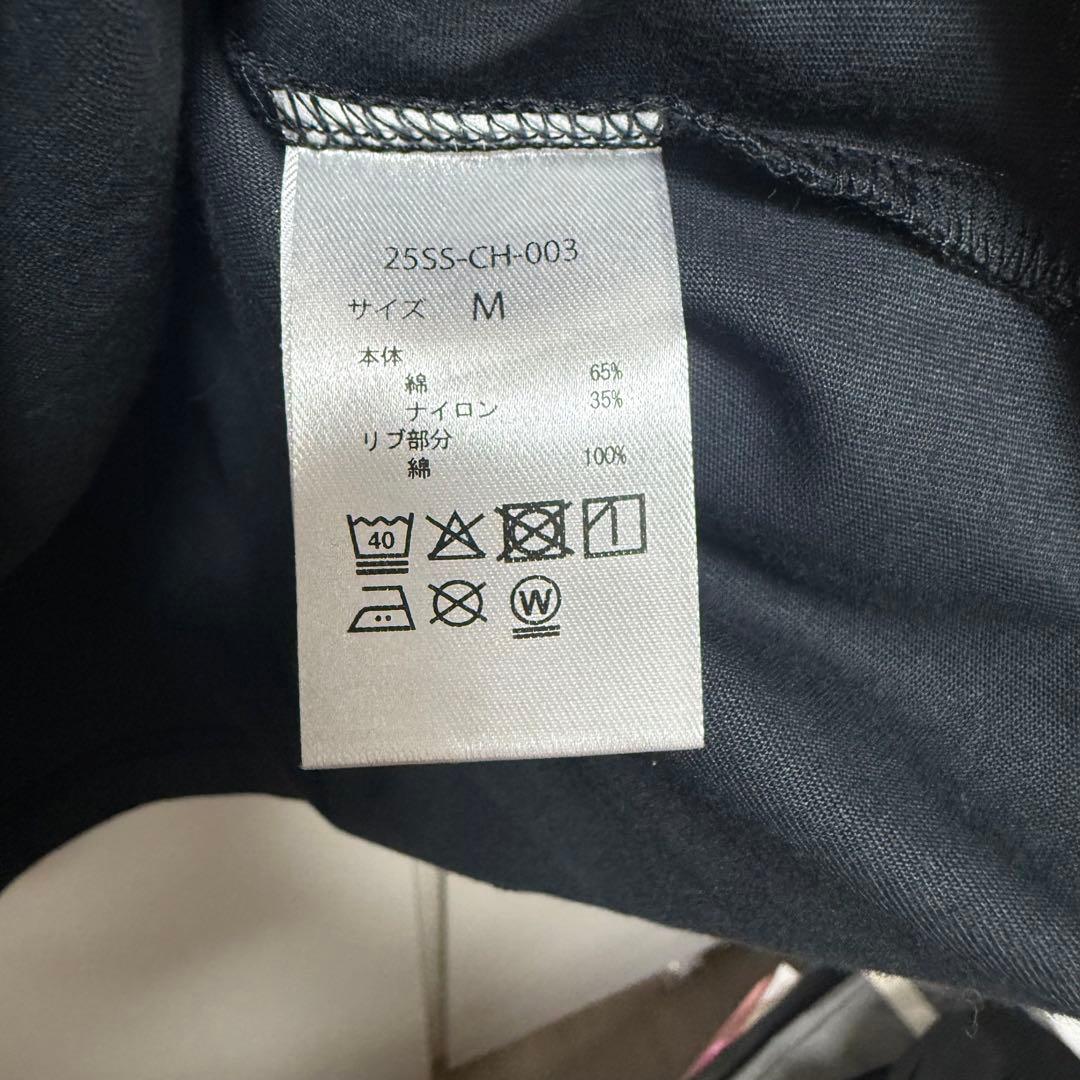 25SS-CH-003
サイズ M
本体
綿 65%
ナイロン 35%
リブ部分
綿 100%
40
W